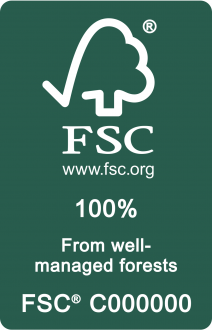 ®
FSC
www.fsc.org
100%
From well-
managed forests
FSC® C000000